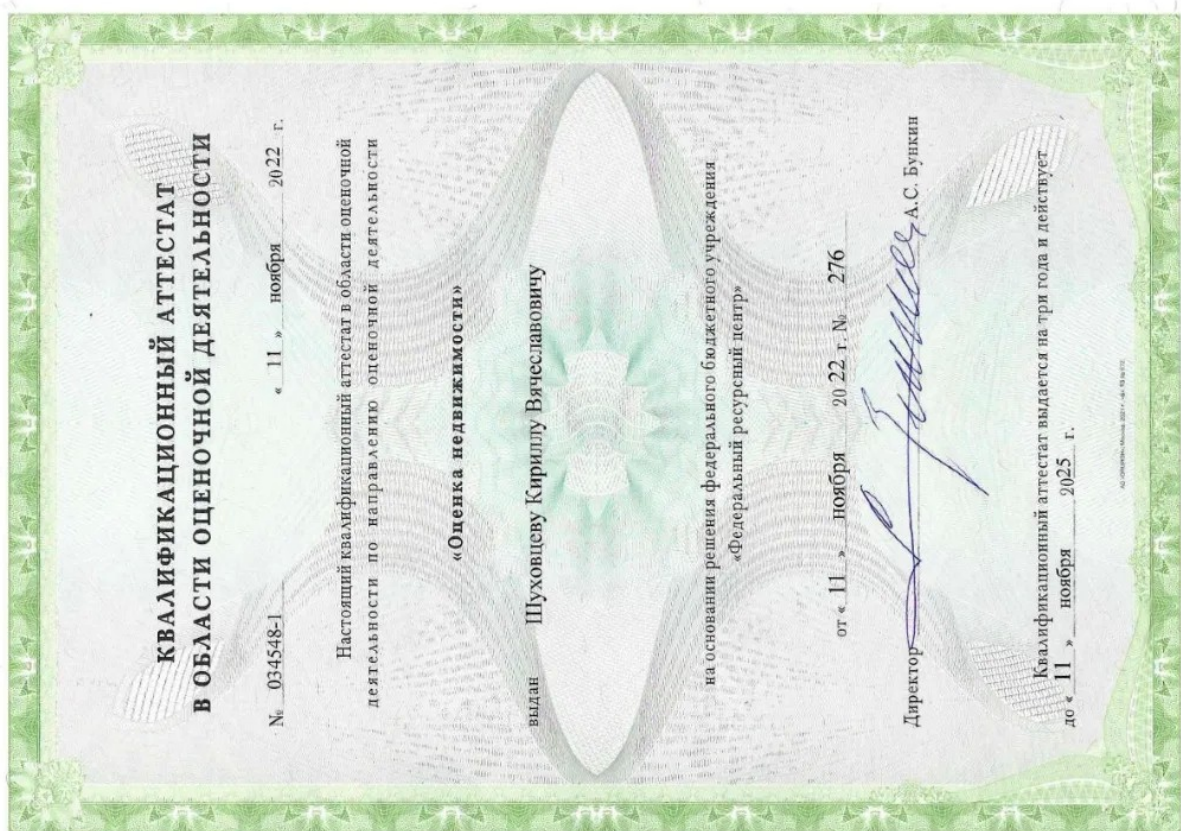 КВАЛИФИКАЦИОННЫЙ АТТЕСТАТ
В ОБЛАСТИ ОЦЕНОЧНОЙ ДЕЯТЕЛЬНОСТИ
№ 034548-1 « 11 » ноября 2022 г.
Настоящий квалификационный аттестат в области оценочной
деятельности по направлению оценочной деятельности
«Оценка недвижимости»
выдан Шуховцеву Кириллу Вячеславовичу
на основании решения федерального бюджетного учреждения
«Федеральный ресурсный центр»
от « 11 » ноября 2022 г. № 276
Директор А.С. Бункин
Квалификационный аттестат выдается на три года и действует
до « 11 » ноября 2025 г.